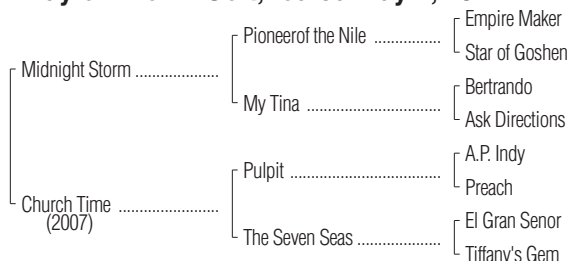 Pioneerof the Nile ................
Empire Maker
Star of Goshen
Midnight Storm .....................
My Tina ..................................
Bertrando
Ask Directions
Pulpit ......................................
A.P. Indy
Preach
Church Time .........................
(2007)
The Seven Seas .....................
El Gran Senor
Tiffany's Gem